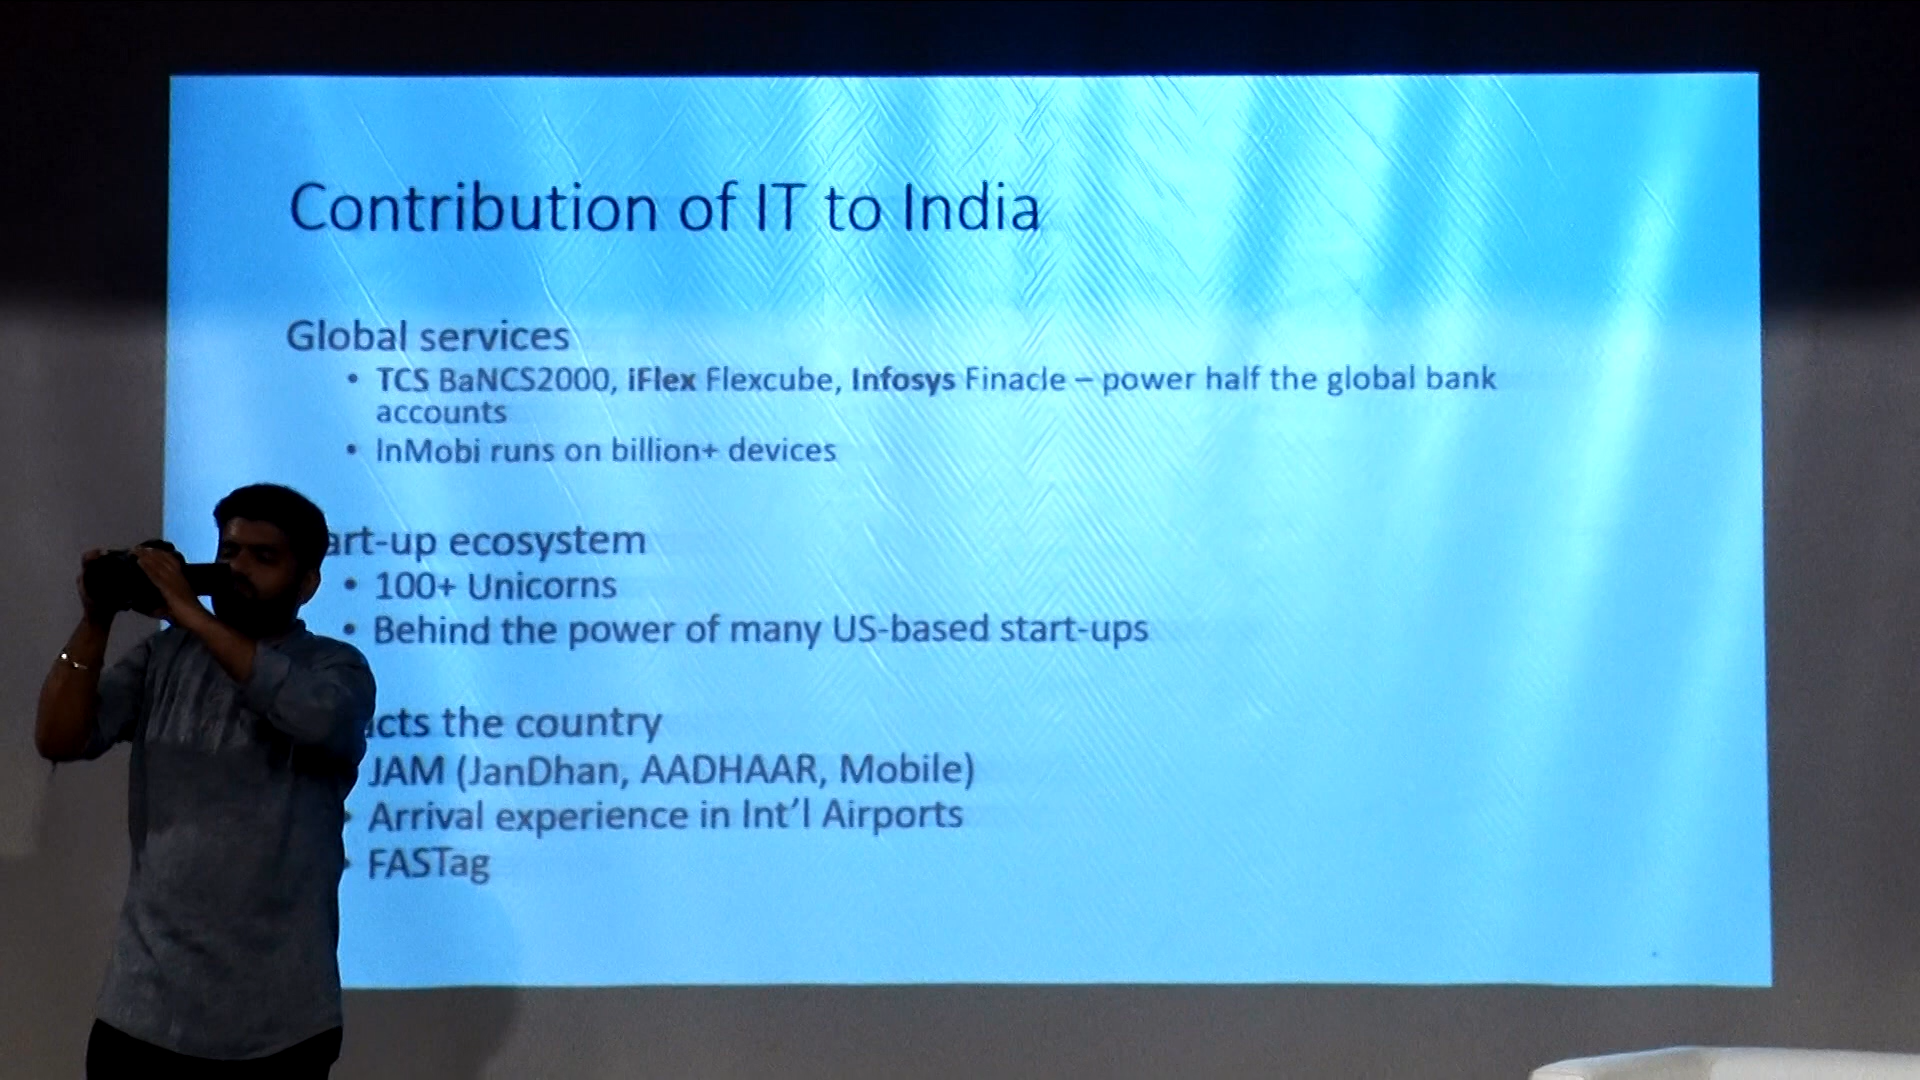 Contribution of IT to India
Global services
• TCS BaNCS2000, iFlex Flexcube, Infosys Finacle – power half the global bank
accounts
• InMobi runs on billion+ devices
art-up ecosystem
• 100+ Unicorns
• Behind the power of many US-based start-ups
the country
JAM (JanDhan, AADHAAR, Mobile)
• Arrival experience in Int'l Airports
• FASTag